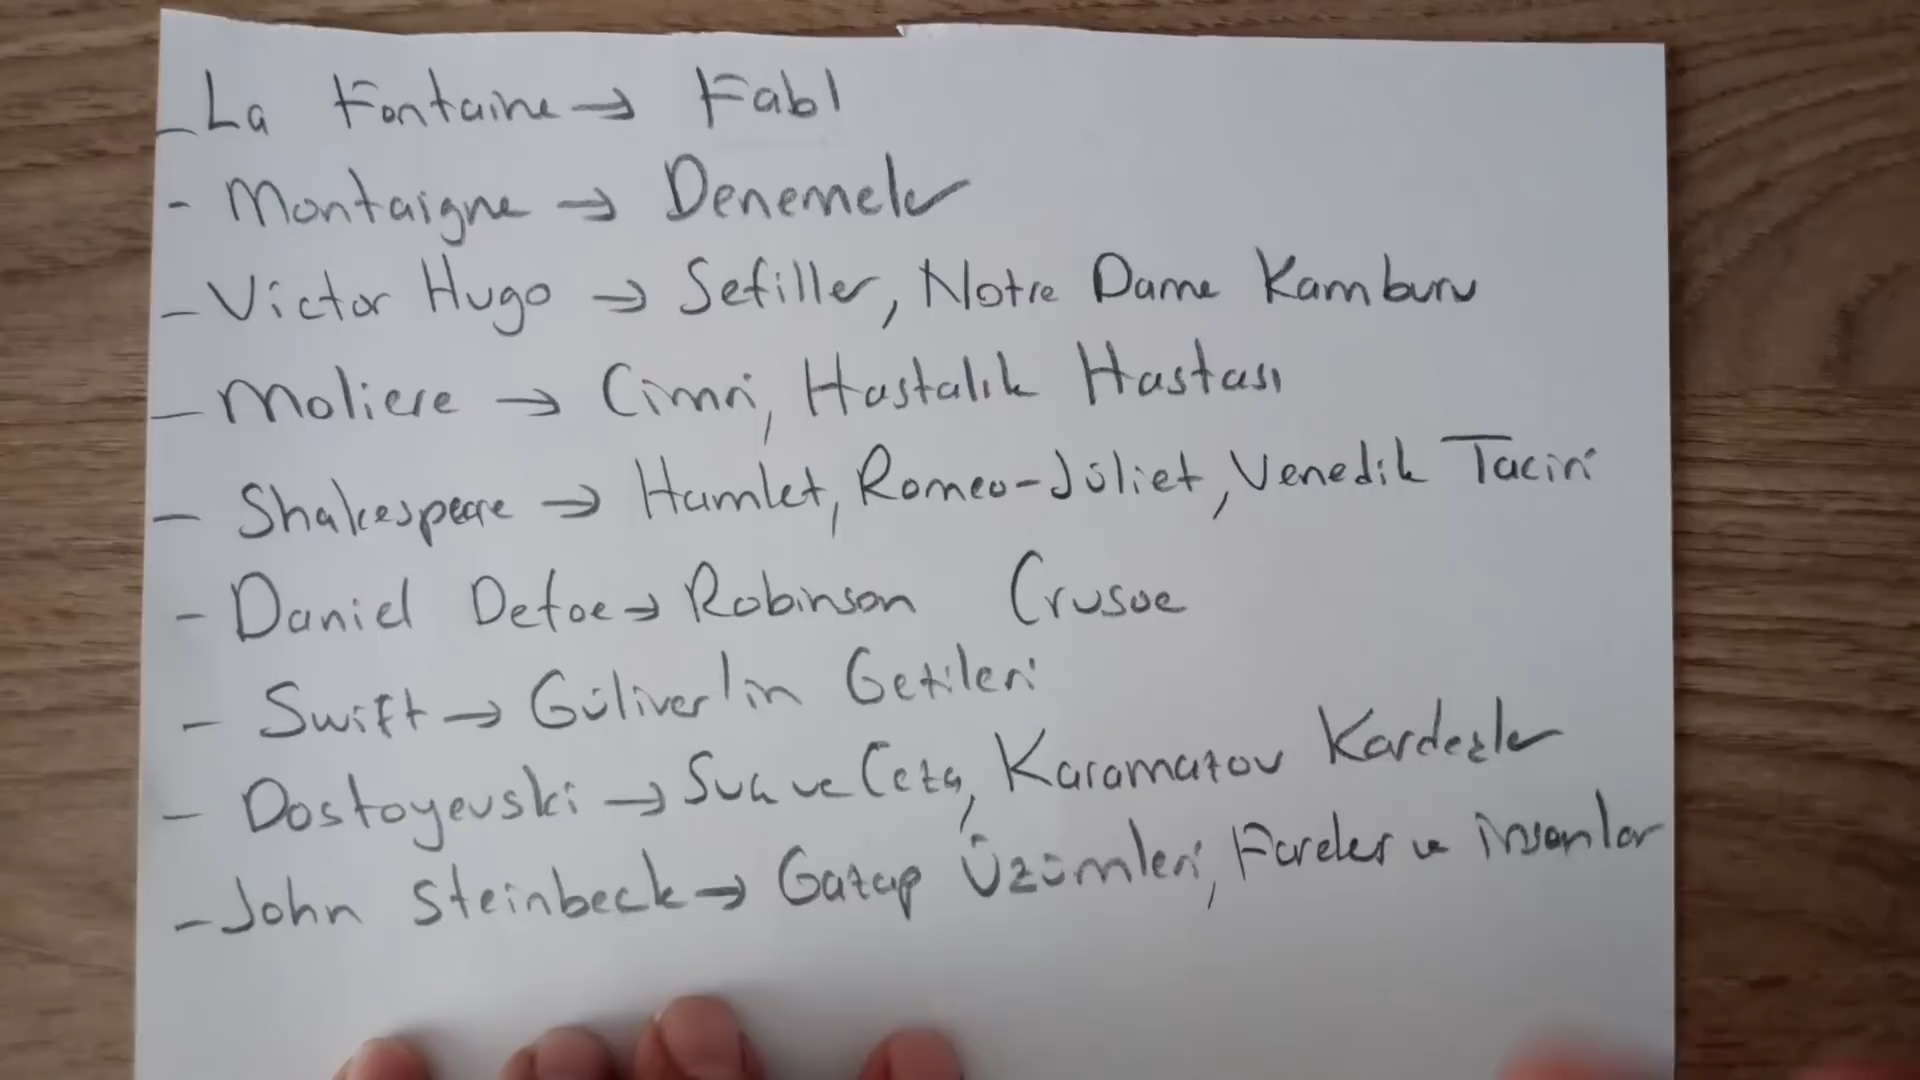 - La Fontaine → Fabl
- Montaigne → Denemeler
- Victor Hugo → Sefiller, Notre Dame Kamburu
- Moliere → Cimri, Hastalık Hastası
- Shakespeare → Hamlet, Romeo-Jüliet, Venedik Taciri
- Daniel Defoe → Robinson Crusoe
- Swift → Güliver'in Gezileri
- Dostoyevski → Suç ve Ceza, Karamazov Kardeşler
- John Steinbeck → Gazap Üzümleri, Fareler ve insanlar